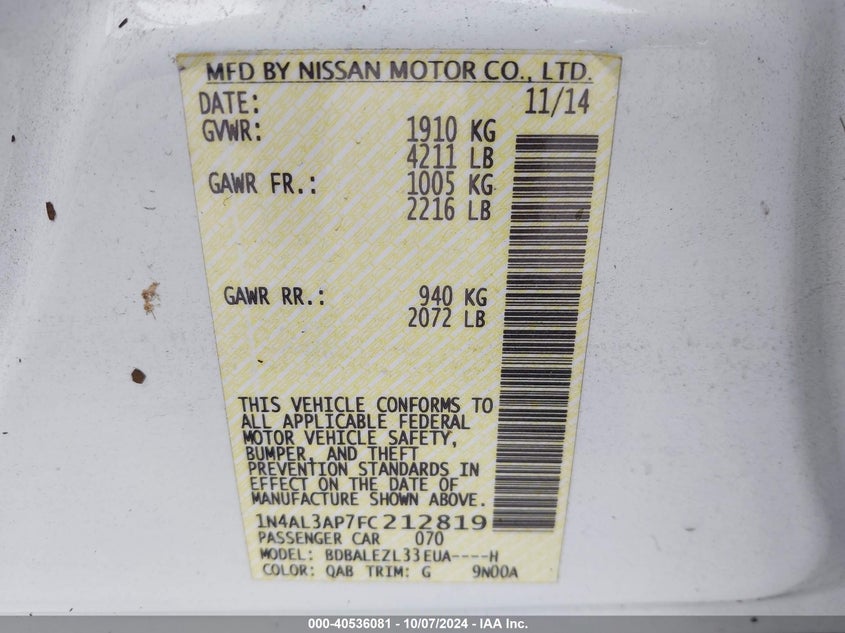 MFD BY NISSAN MOTOR CO., LTD.
DATE: 11/14
GVWR: 1910 KG
4211 LB
GAWR FR.: 1005 KG
2216 LB
GAWR RR.: 940 KG
2072 LB
THIS VEHICLE CONFORMS TO
ALL APPLICABLE FEDERAL
MOTOR VEHICLE SAFETY,
BUMPER, AND THEFT
PREVENTION STANDARDS IN
EFFECT ON THE DATE OF
MANUFACTURE SHOWN ABOVE.
1N4AL3AP7FC212819
PASSENGER CAR 070
MODEL: BDBALEZL33EUA----H
COLOR: QAB TRIM: G 9N00A
000-40536081 - 10/07/2024 - IAA Inc.